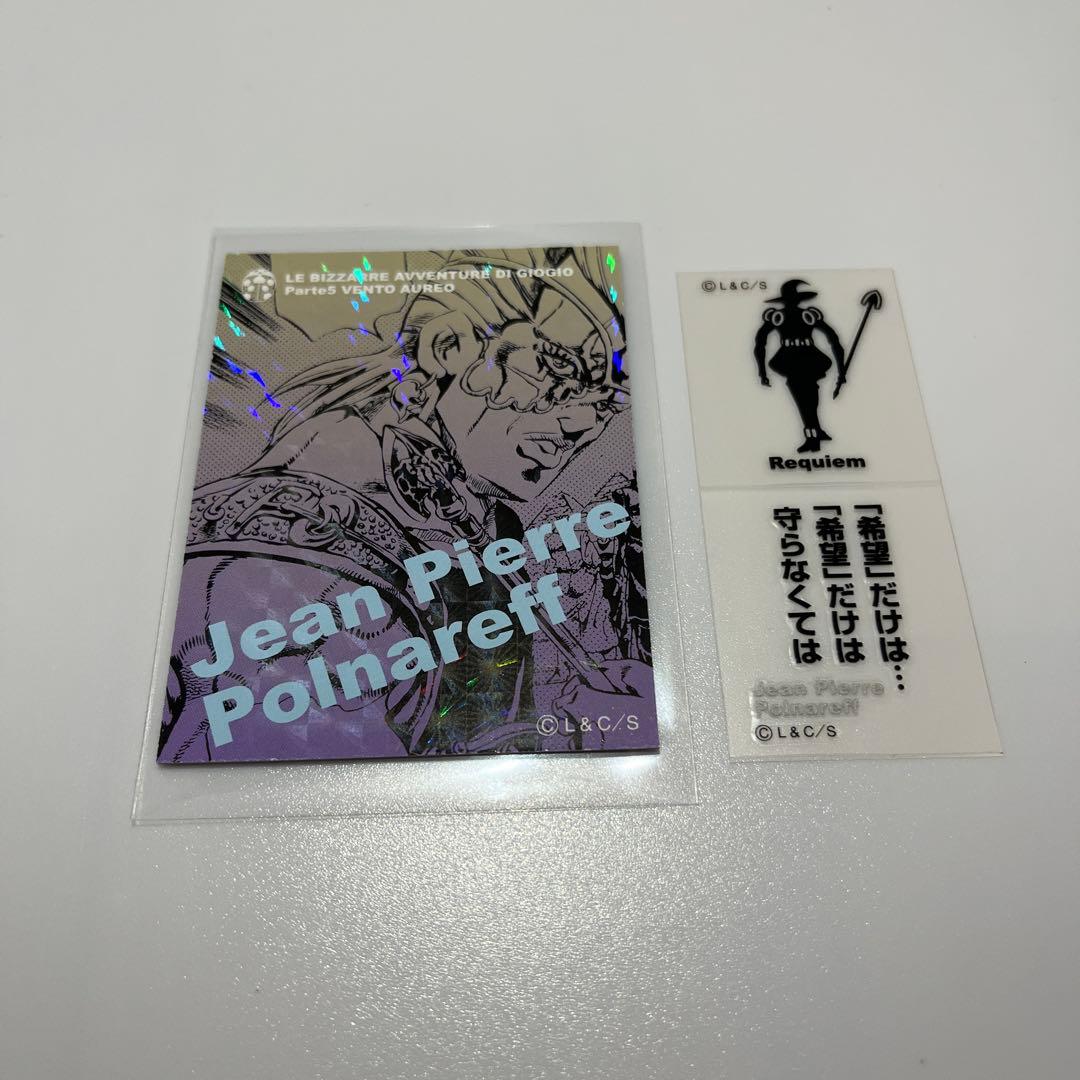 LE BIZZARRE AVVENTURE DI GIOGIO
Parte5 VENTO AUREO
Jean Pierre
Polnareff
©L&C/S
©L&C/S
Requiem
「希望」だけは…
「希望」だけは
守らなくては
Jean Pierre
Polnareff
©L&C/S